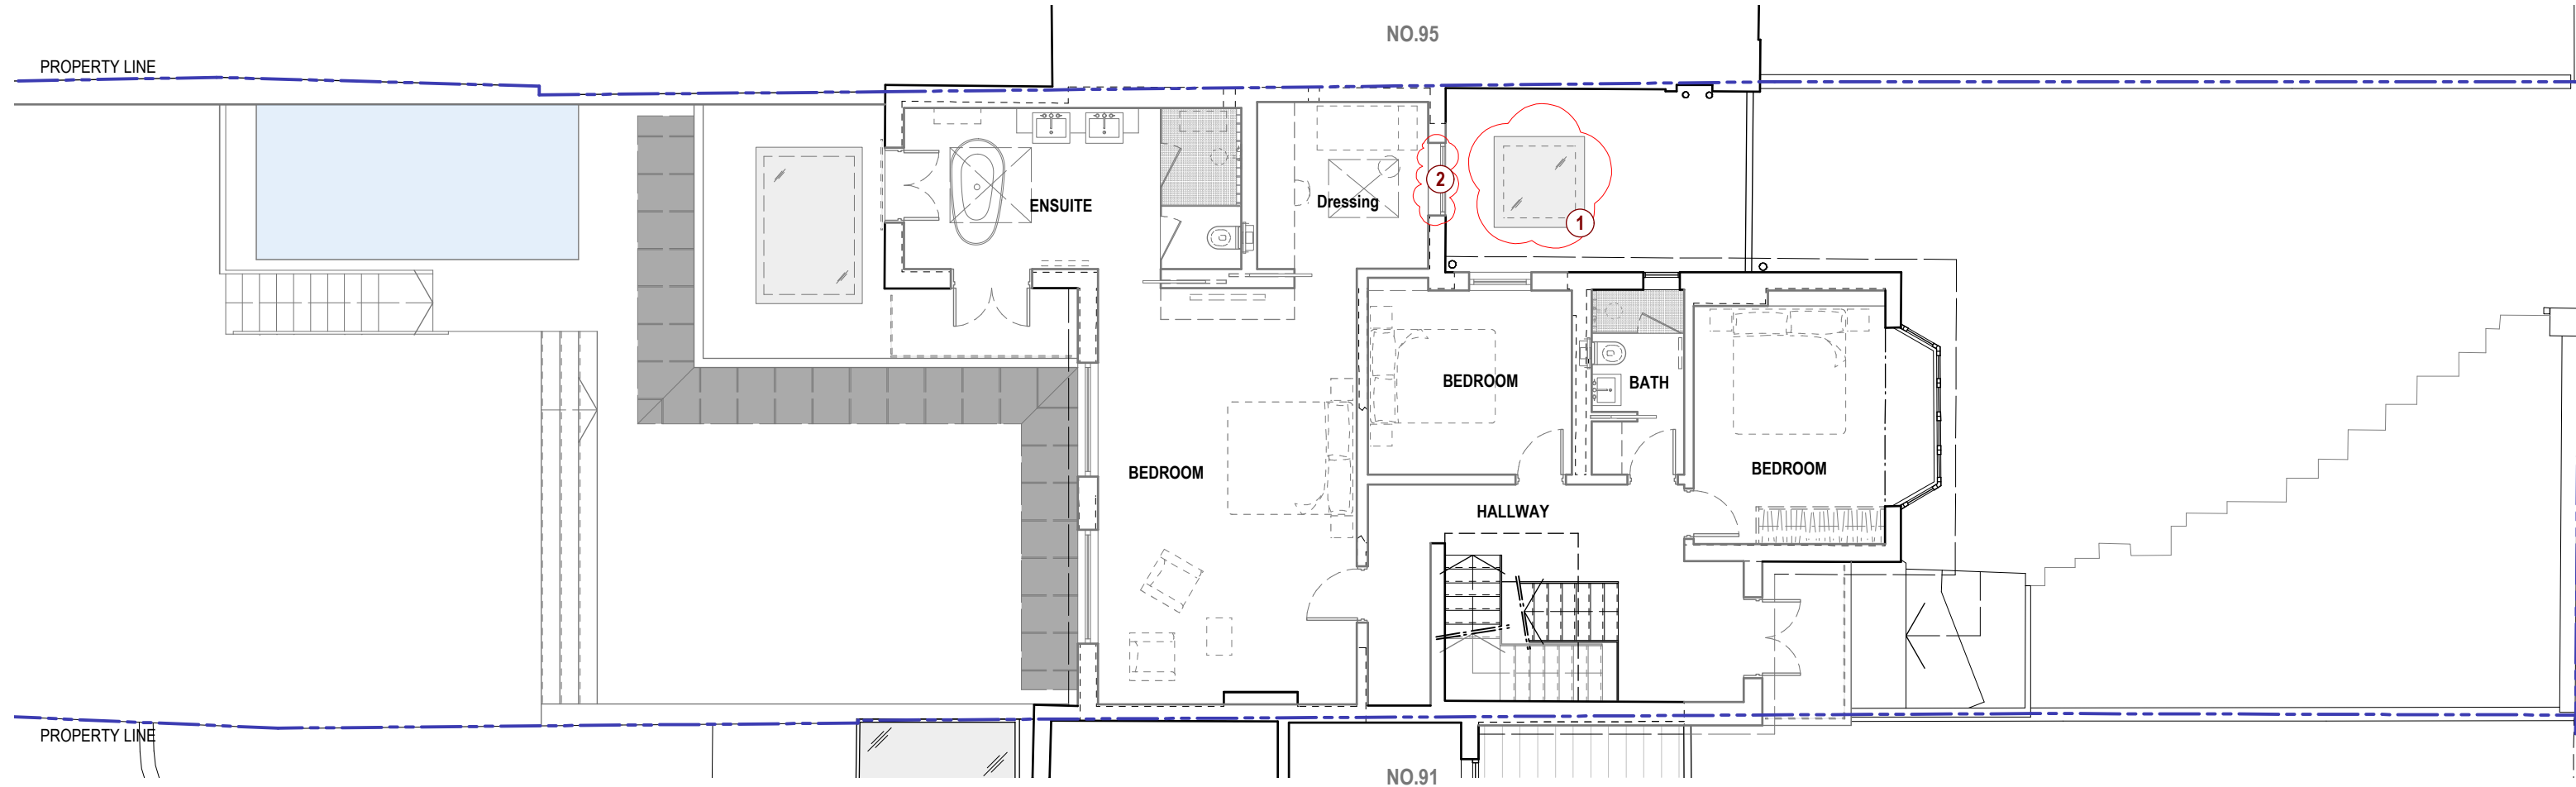 NO.95
PROPERTY LINE
2
1
ENSUITE
Dressing
BEDROOM
BATH
BEDROOM
BEDROOM
HALLWAY
PROPERTY LINE
NO.91